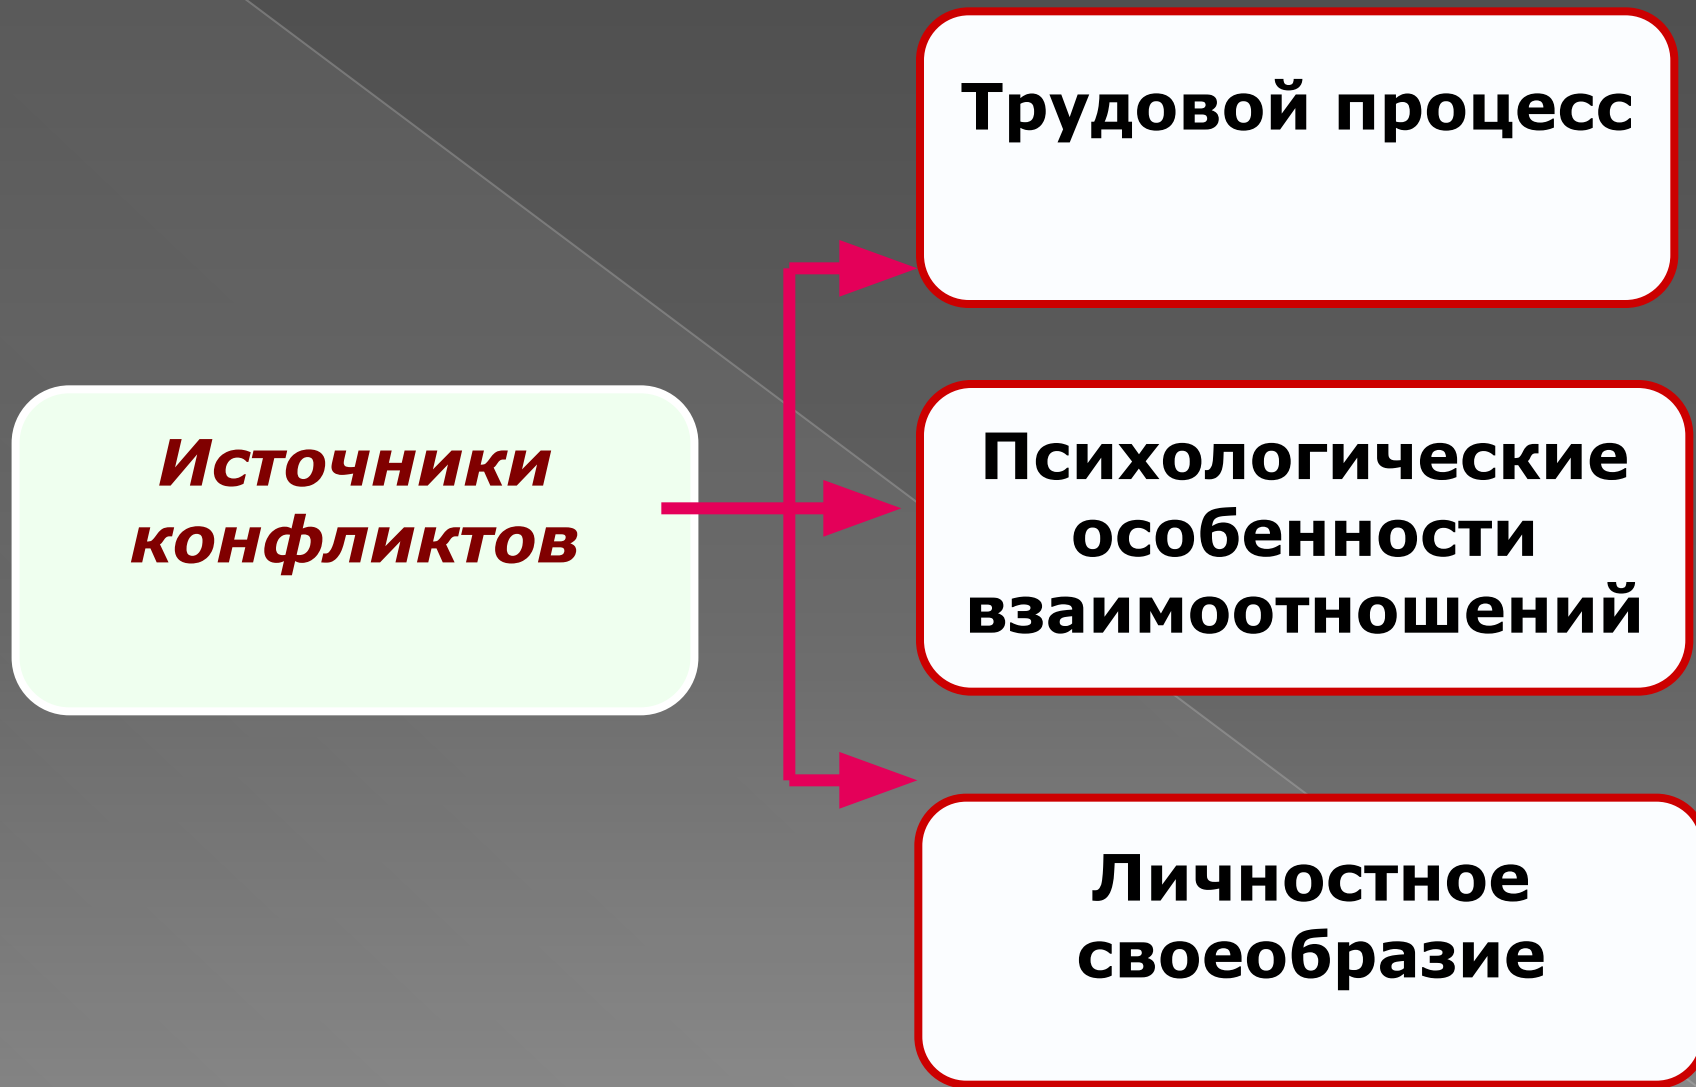 Трудовой процесс
Источники
конфликтов
Психологические
особенности
взаимоотношений
Личностное
своеобразие